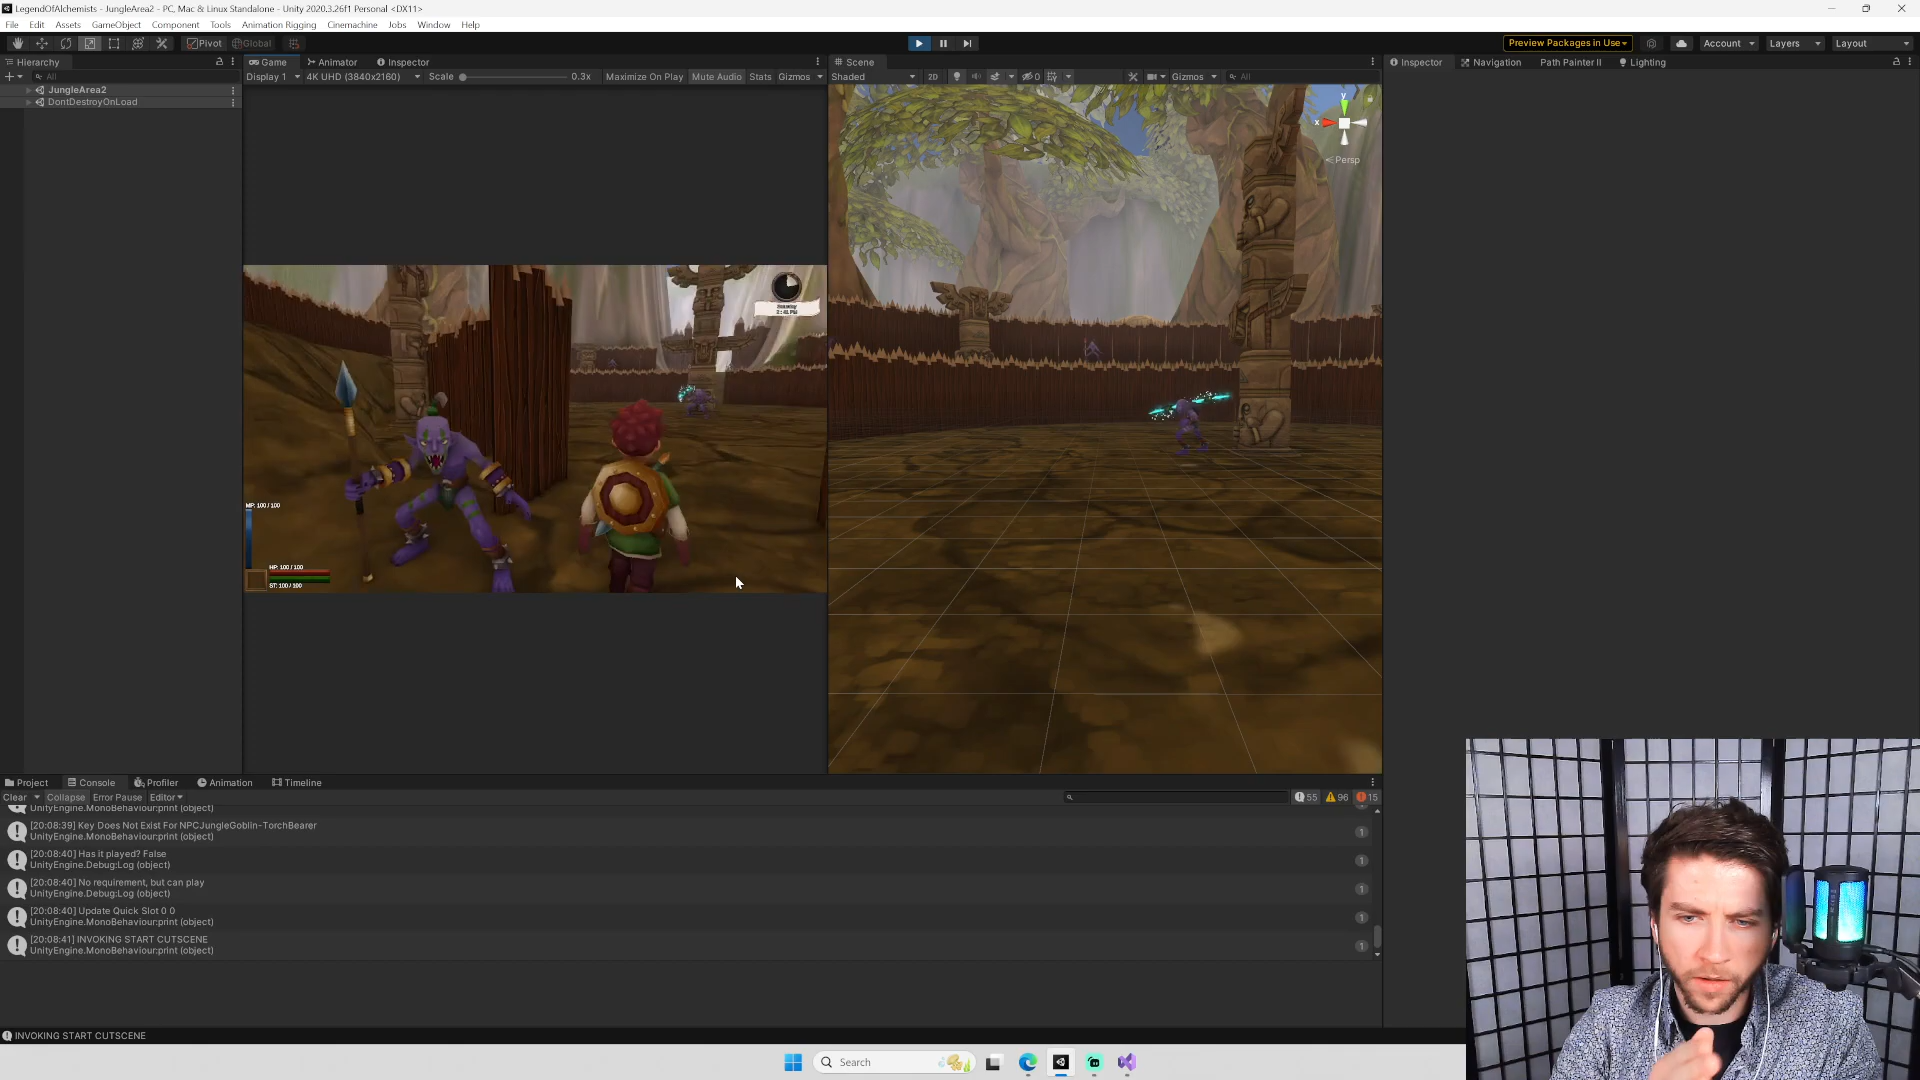 LegendOfAlchemists - JungleArea2 - PC, Mac & Linux Standalone - Unity 2020.3.26f1 Personal <DX11>
File Edit Assets GameObject Component Tools Animation Rigging Cinemachine Jobs Window Help
Pivot Global Preview Packages in Use Account Layers Layout
Hierarchy Game Animator Inspector Scene Inspector Navigation Path Painter II Lighting
All Display 1 4K UHD (3840x2160) Scale 0.3x Maximize On Play Mute Audio Stats Gizmos Shaded 2D 0 Gizmos All
JungleArea2
DontDestroyOnLoad
y
x
Persp
MP: 100 / 100
HP: 100 / 100
ST: 100 / 100
Project Console Profiler Animation Timeline
Clear Collapse Error Pause Editor 55 96 15
UnityEngine.MonoBehaviour:print (object)
[20:08:39] Key Does Not Exist For NPCJungleGoblin-TorchBearer
UnityEngine.MonoBehaviour:print (object)
1
[20:08:40] Has it played? False
UnityEngine.Debug:Log (object)
1
[20:08:40] No requirement, but can play
UnityEngine.Debug:Log (object)
1
[20:08:40] Update Quick Slot 0 0
UnityEngine.MonoBehaviour:print (object)
1
[20:08:41] INVOKING START CUTSCENE
UnityEngine.MonoBehaviour:print (object)
1
INVOKING START CUTSCENE
Search